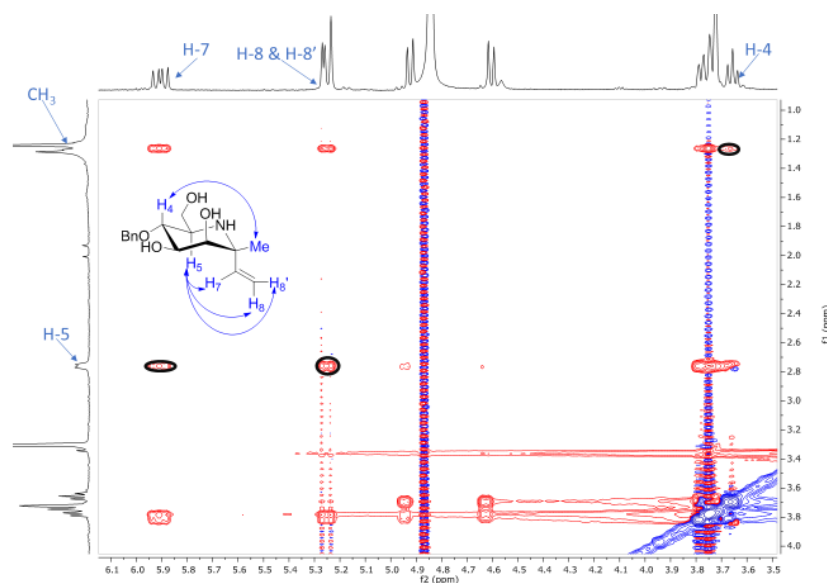 H-7
H-8 & H-8'
H-4
CH3
H-5
OH
H4
OH
NH
BnO
HO
Me
H5
H7
H8'
H8
1.0
1.2
1.4
1.6
1.8
2.0
2.2
2.4
2.6
2.8
3.0
3.2
3.4
3.6
3.8
4.0
f1 (ppm)
6.1 6.0 5.9 5.8 5.7 5.6 5.5 5.4 5.3 5.2 5.1 5.0 4.9 4.8 4.7 4.6 4.5 4.4 4.3 4.2 4.1 4.0 3.9 3.8 3.7 3.6 3.5
f2 (ppm)